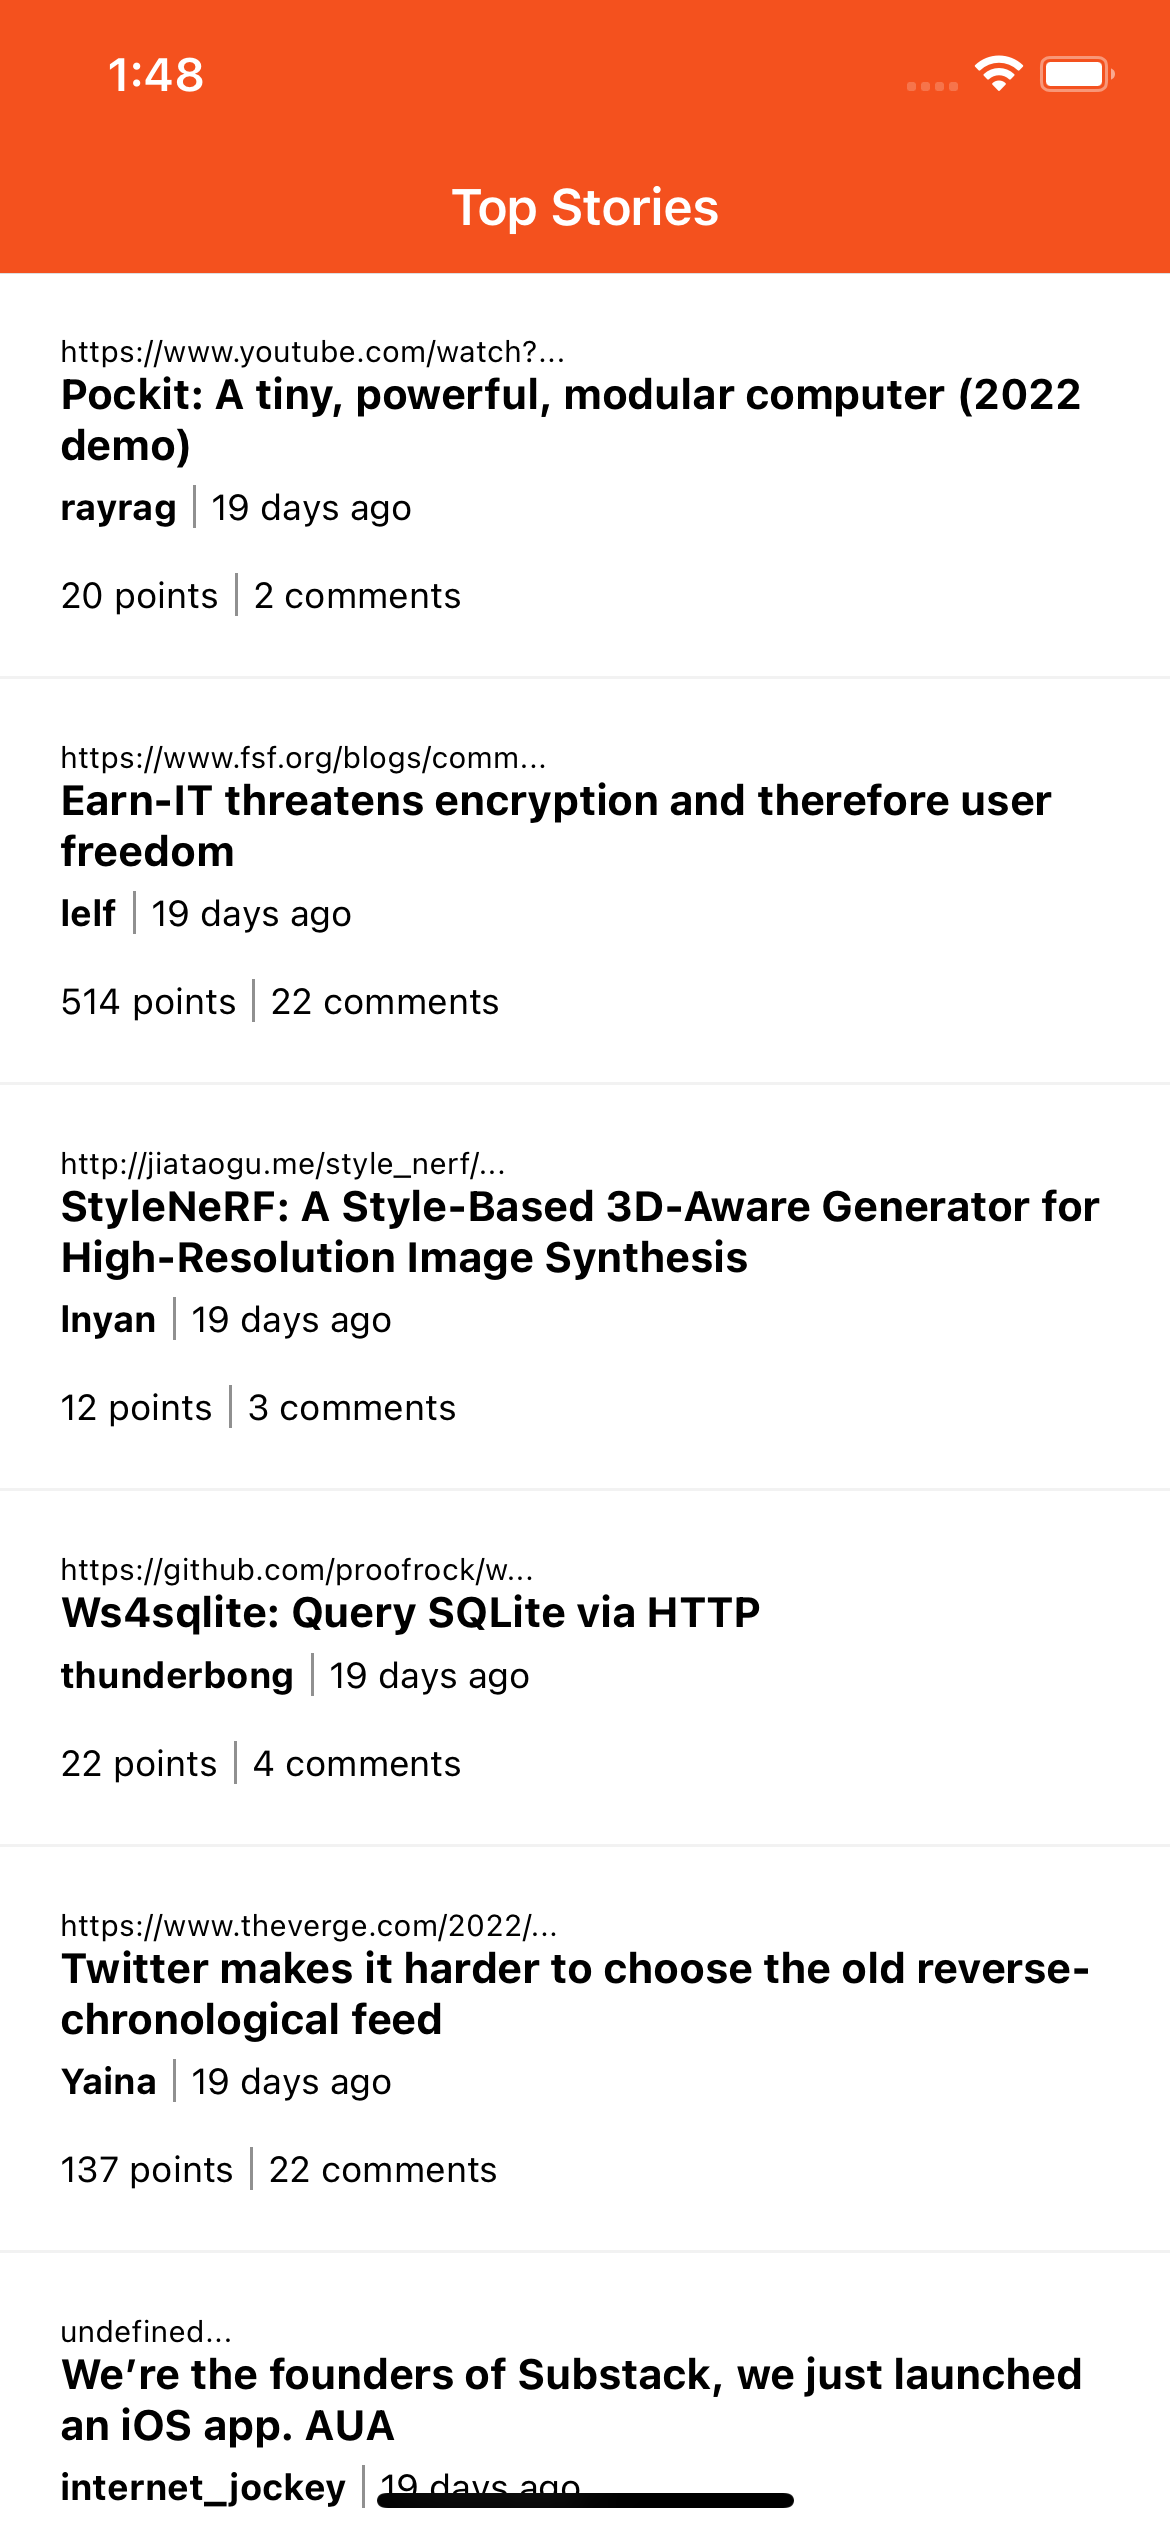 1:48
Top Stories
https://www.youtube.com/watch?...
Pockit: A tiny, powerful, modular computer (2022
demo)
rayrag | 19 days ago
20 points | 2 comments
https://www.fsf.org/blogs/comm...
Earn-IT threatens encryption and therefore user
freedom
lelf | 19 days ago
514 points | 22 comments
http://jiataogu.me/style_nerf/...
StyleNeRF: A Style-Based 3D-Aware Generator for
High-Resolution Image Synthesis
lnyan | 19 days ago
12 points | 3 comments
https://github.com/proofrock/w...
Ws4sqlite: Query SQLite via HTTP
thunderbong | 19 days ago
22 points | 4 comments
https://www.theverge.com/2022/...
Twitter makes it harder to choose the old reverse-
chronological feed
Yaina | 19 days ago
137 points | 22 comments
undefined...
We’re the founders of Substack, we just launched
an iOS app. AUA
internet_jockey | 19 days ago